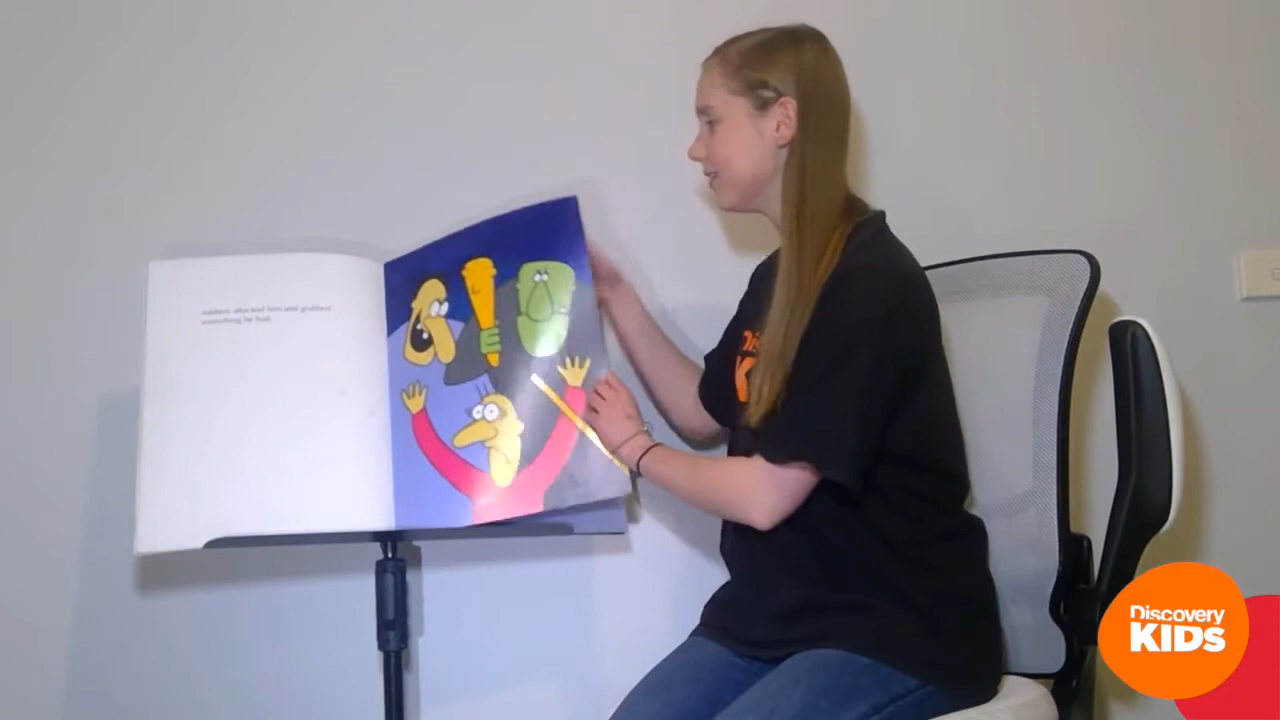 robbers attacked him and grabbed
everything he had.
Discovery
KIDS